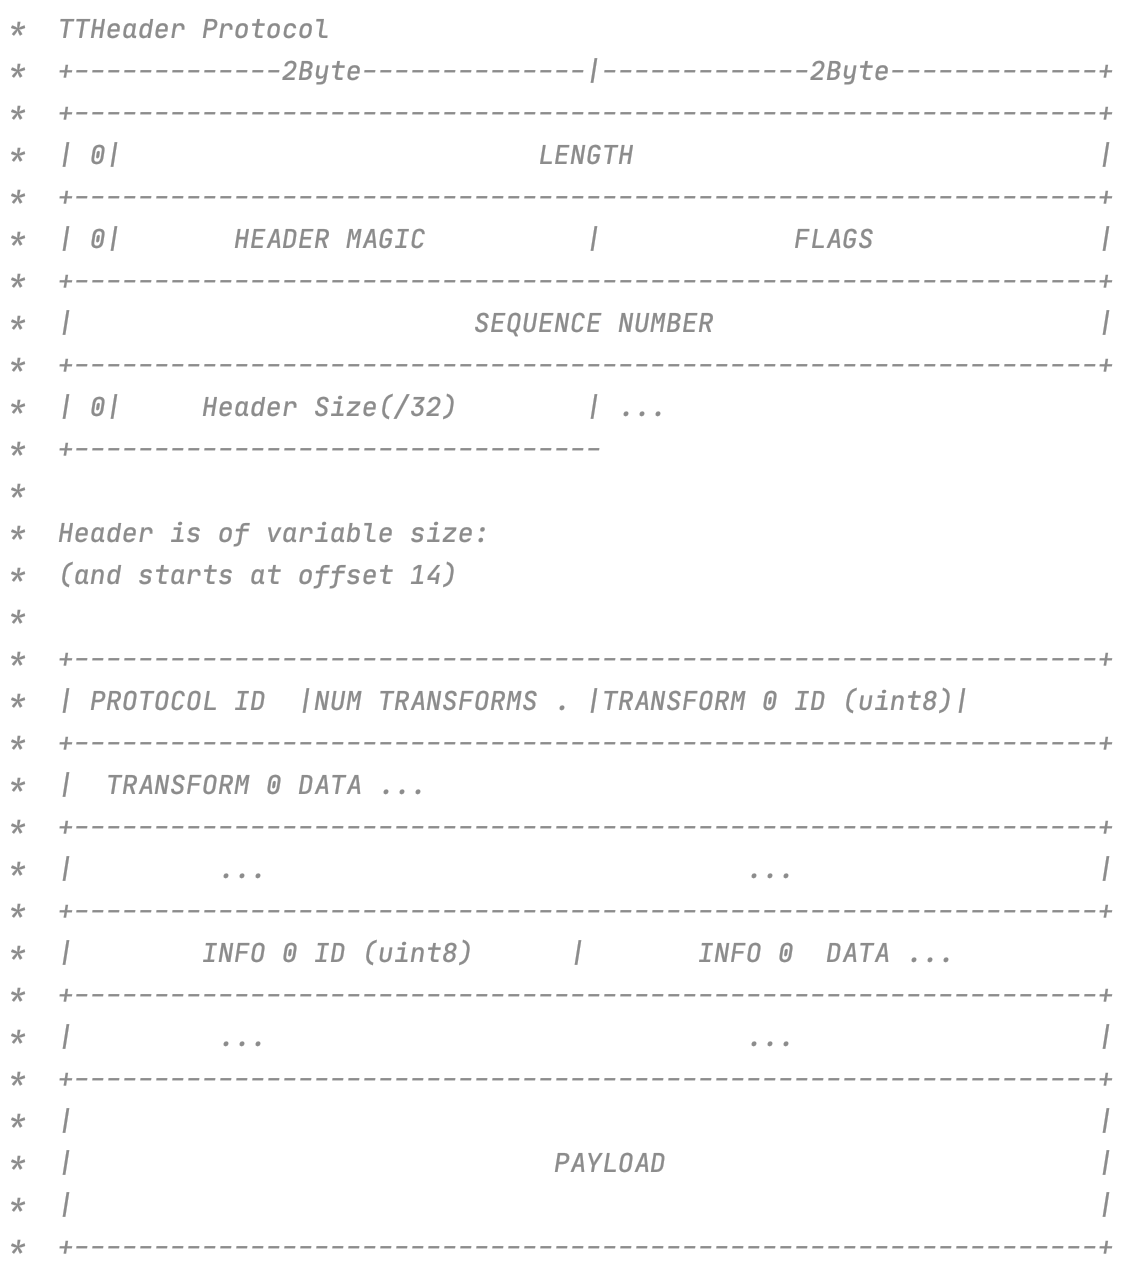 *  TTHeader Protocol
*  +-------------2Byte--------------|-------------2Byte-------------+
*  +----------------------------------------------------------------+
*  | 0|                          LENGTH                             |
*  +----------------------------------------------------------------+
*  | 0|       HEADER MAGIC          |            FLAGS              |
*  +----------------------------------------------------------------+
*  |                         SEQUENCE NUMBER                        |
*  +----------------------------------------------------------------+
*  | 0|     Header Size(/32)        | ...
*  +---------------------------------
*
*  Header is of variable size:
*  (and starts at offset 14)
*
*  +----------------------------------------------------------------+
*  | PROTOCOL ID  |NUM TRANSFORMS . |TRANSFORM 0 ID (uint8)|
*  +----------------------------------------------------------------+
*  |  TRANSFORM 0 DATA ...
*  +----------------------------------------------------------------+
*  |         ...                              ...                   |
*  +----------------------------------------------------------------+
*  |        INFO 0 ID (uint8)      |       INFO 0  DATA ...
*  +----------------------------------------------------------------+
*  |         ...                              ...                   |
*  +----------------------------------------------------------------+
*  |                                                                |
*  |                              PAYLOAD                           |
*  |                                                                |
*  +----------------------------------------------------------------+